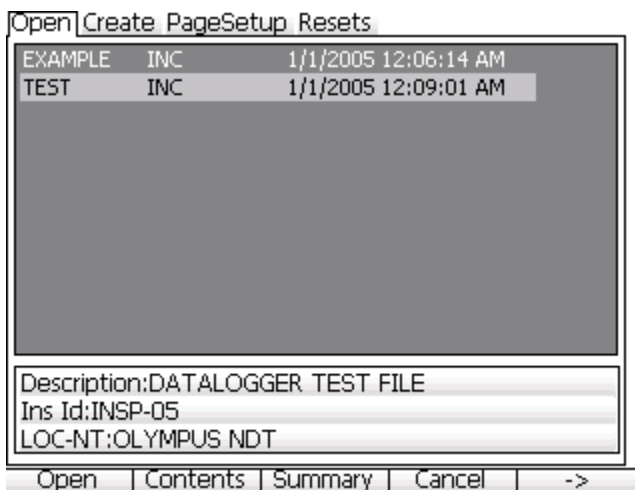 Open Create PageSetup Resets
EXAMPLE INC 1/1/2005 12:06:14 AM
TEST INC 1/1/2005 12:09:01 AM
Description:DATALOGGER TEST FILE
Ins Id:INSP-05
LOC-NT:OLYMPUS NDT
Open Contents Summary Cancel ->